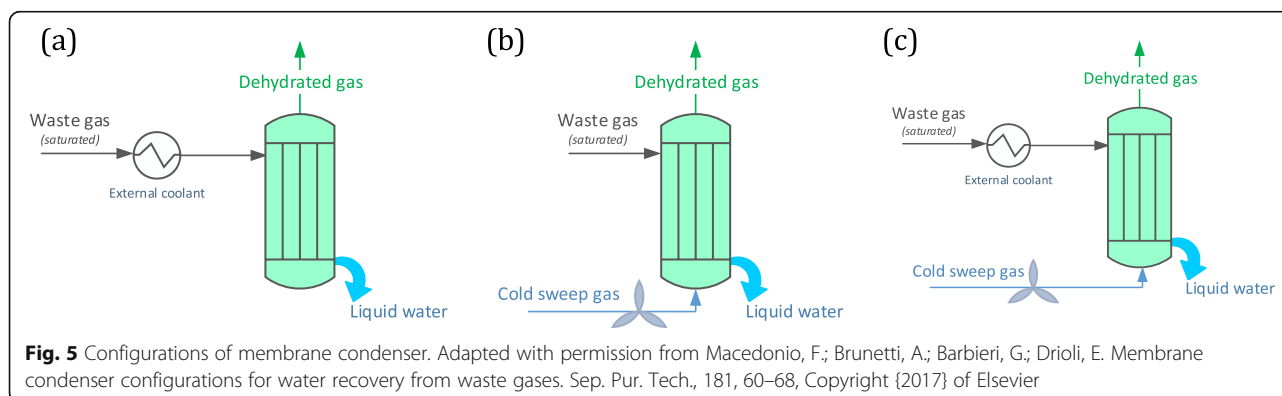 (a)
Dehydrated gas
Waste gas
(saturated)
External coolant
Liquid water
(b)
Dehydrated gas
Waste gas
(saturated)
Cold sweep gas
Liquid water
(c)
Dehydrated gas
Waste gas
(saturated)
External coolant
Cold sweep gas
Liquid water
Fig. 5 Configurations of membrane condenser. Adapted with permission from Macedonio, F.; Brunetti, A.; Barbieri, G.; Drioli, E. Membrane
condenser configurations for water recovery from waste gases. Sep. Pur. Tech., 181, 60–68, Copyright {2017} of Elsevier